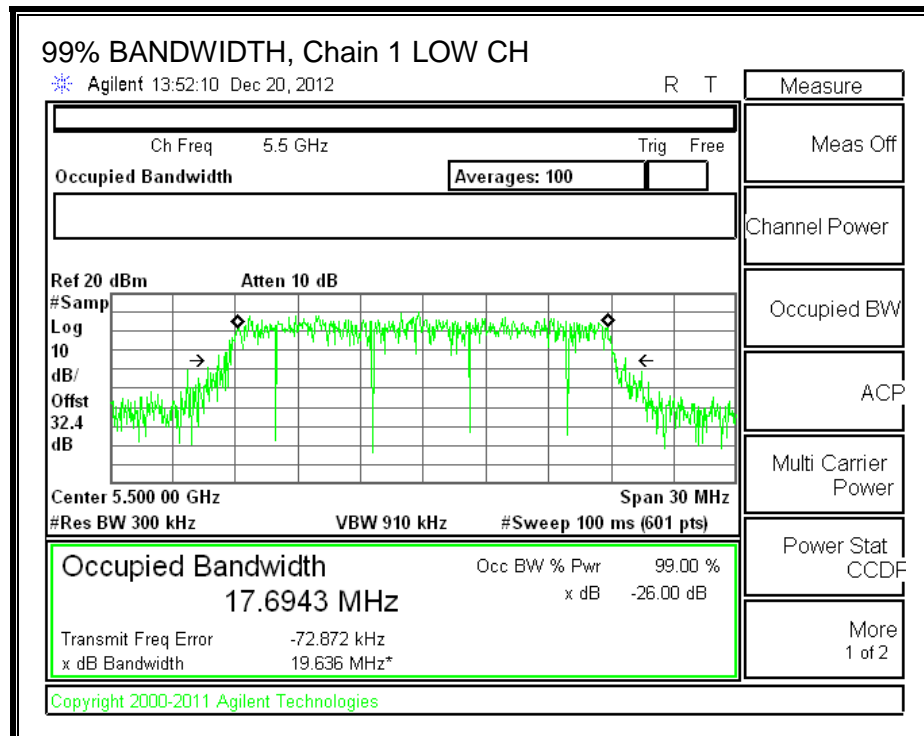 99% BANDWIDTH, Chain 1 LOW CH
Agilent 13:52:10 Dec 20, 2012 R T
Measure
Ch Freq 5.5 GHz Trig Free
Meas Off
Occupied Bandwidth Averages: 100
Channel Power
Ref 20 dBm Atten 10 dB
#Samp
Log
10
dB/
Offst
32.4
dB
Occupied BW
ACP
Center 5.500 00 GHz Span 30 MHz
#Res BW 300 kHz VBW 910 kHz #Sweep 100 ms (601 pts)
Multi Carrier
Power
Occupied Bandwidth Occ BW % Pwr 99.00 %
17.6943 MHz x dB -26.00 dB
Power Stat
CCDF
Transmit Freq Error -72.872 kHz
x dB Bandwidth 19.636 MHz*
More
1 of 2
Copyright 2000-2011 Agilent Technologies